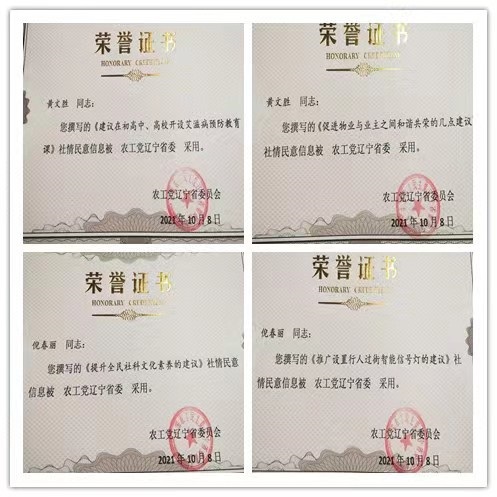 荣誉证书
HONORARY CREDENTIAL
黄文胜 同志：
您撰写的《建议在初高中、高校开设艾滋病预防教育
课》社情民意信息被 农工党辽宁省委 采用。
农工党辽宁省委员会
2021年10月8日
荣誉证书
HONORARY CREDENTIAL
黄文胜 同志：
您撰写的《促进物业与业主之间和谐共荣的几点建议》
社情民意信息被 农工党辽宁省委 采用。
农工党辽宁省委员会
2021年10月8日
荣誉证书
HONORARY CREDENTIAL
倪春丽 同志：
您撰写的《提升全民社科文化素养的建议》社情民意
信息被 农工党辽宁省委 采用。
农工党辽宁省委员会
2021年10月8日
荣誉证书
HONORARY CREDENTIAL
倪春丽 同志：
您撰写的《推广设置行人过街智能信号灯的建议》社
情民意信息被 农工党辽宁省委 采用。
农工党辽宁省委员会
2021年10月8日